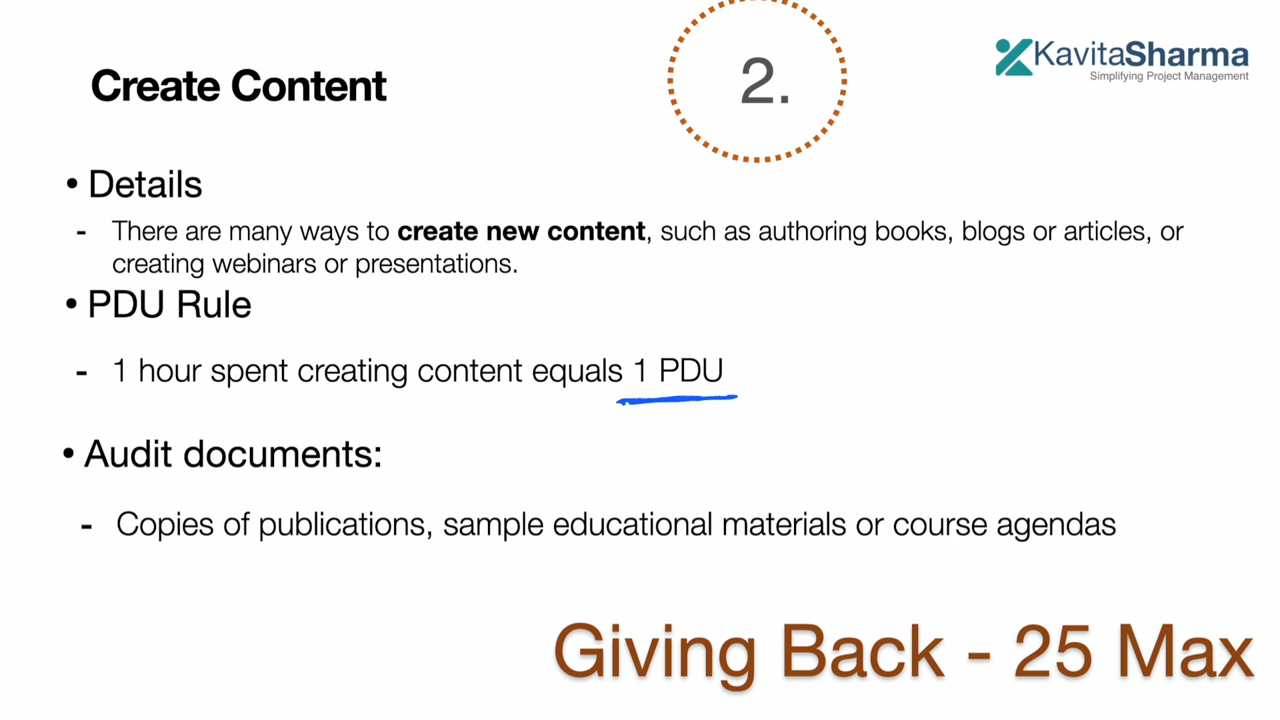 2.
KavitaSharma
Simplifying Project Management
Create Content
• Details
- There are many ways to create new content, such as authoring books, blogs or articles, or
creating webinars or presentations.
• PDU Rule
- 1 hour spent creating content equals 1 PDU
• Audit documents:
- Copies of publications, sample educational materials or course agendas
Giving Back - 25 Max